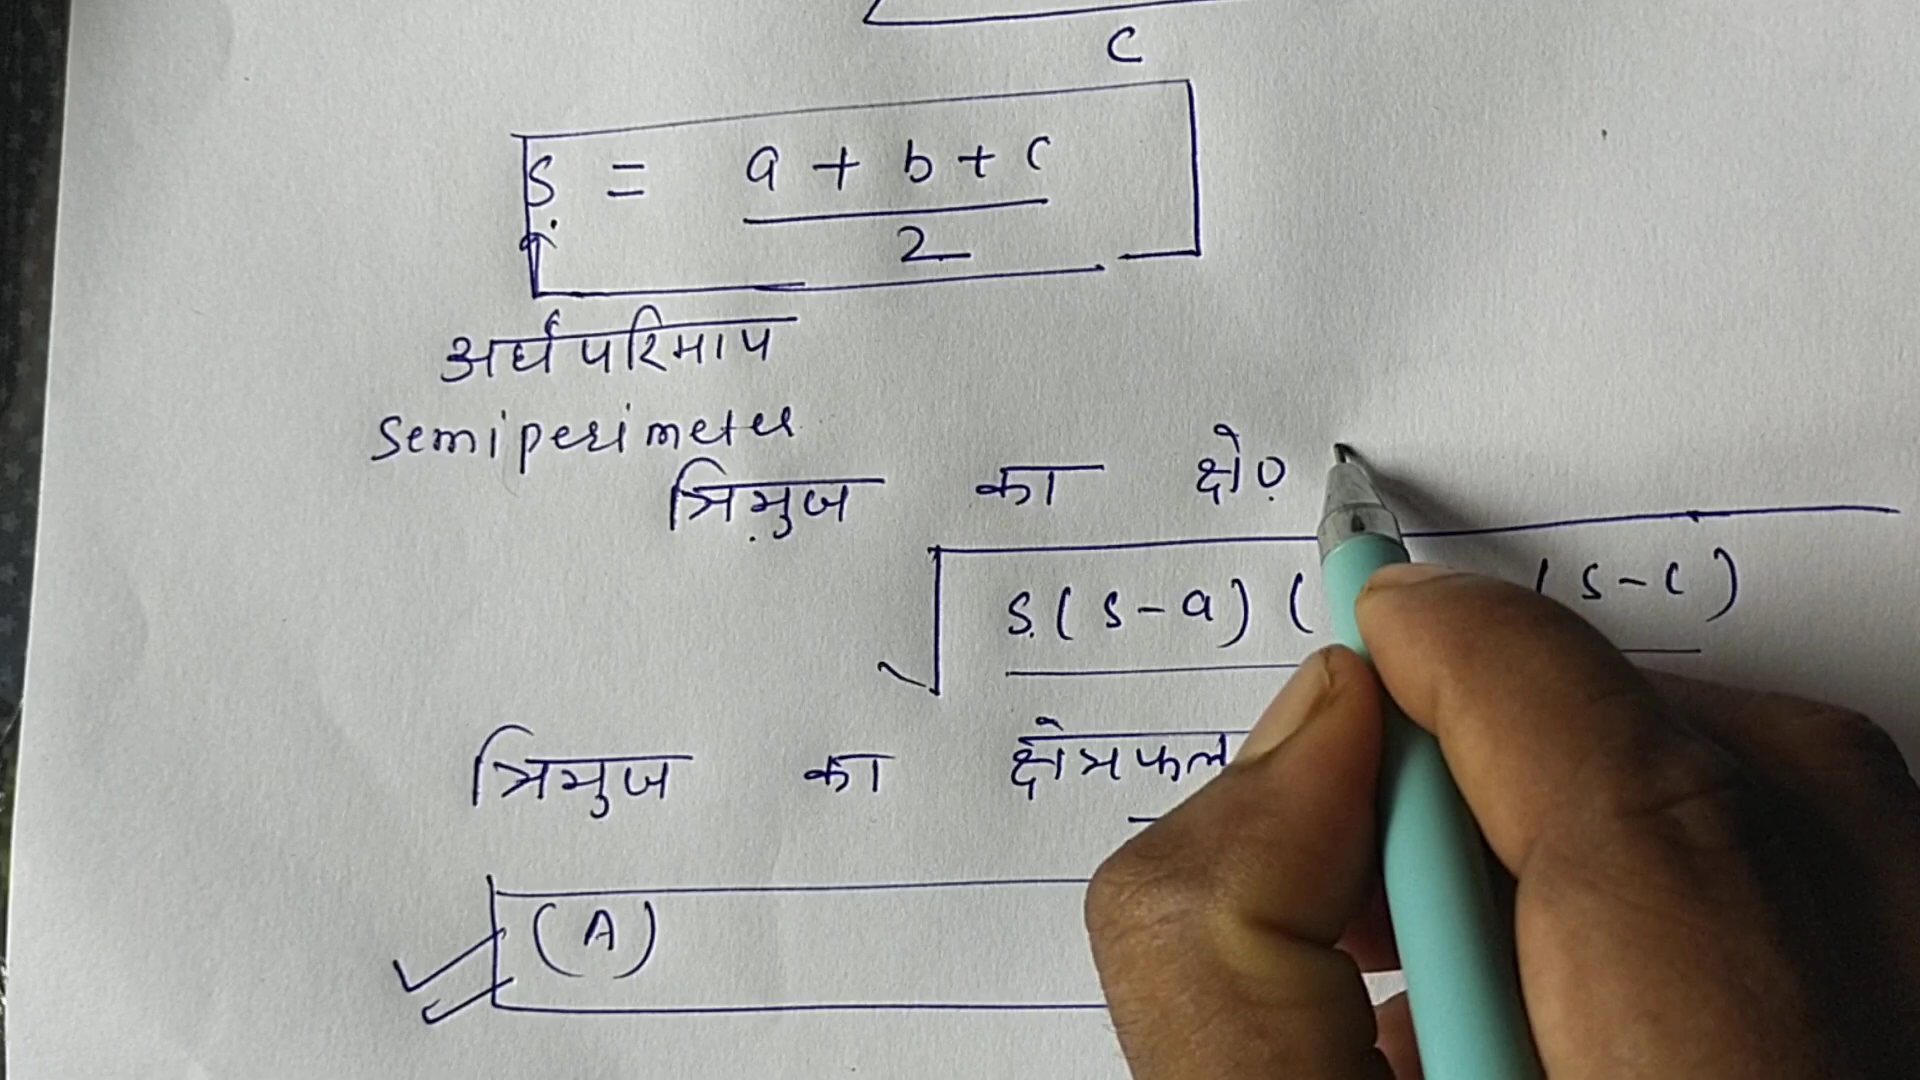 C
S = a + b + c
2
अर्धपरिमाप
Semiperimeter
त्रिभुज का क्षे०
√ S(s-a)( (s-c)
त्रिभुज का क्षेत्रफल
(A)